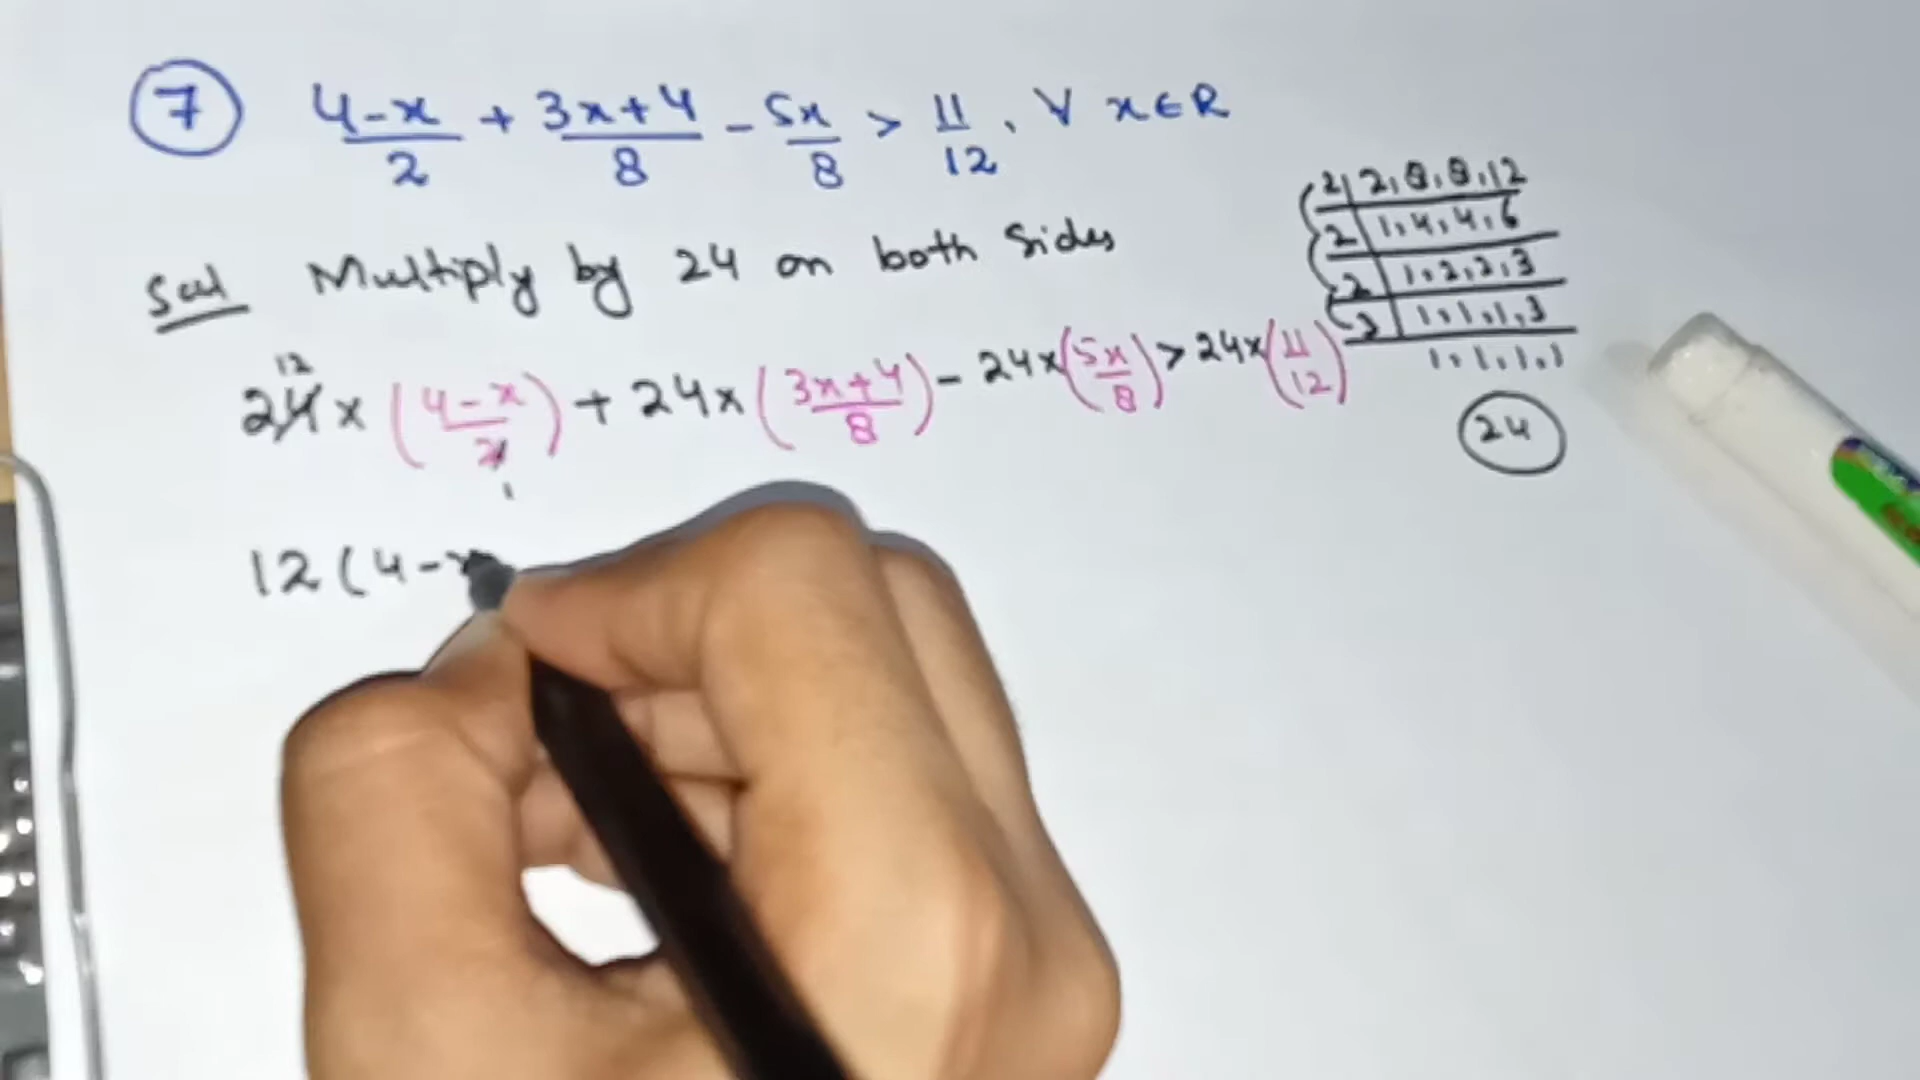 7 4-x/2 + 3x+4/8 - 5x/8 > 11/12, ∀ x∈R
Sol Multiply by 24 on both sides
2 | 2, 8, 8, 12
2 | 1, 4, 4, 6
2 | 1, 2, 2, 3
3 | 1, 1, 1, 3
1, 1, 1, 1
24
12
24 x (4-x/2) + 24 x (3x+4/8) - 24 x (5x/8) > 24 x (11/12)
1
12 (4-x